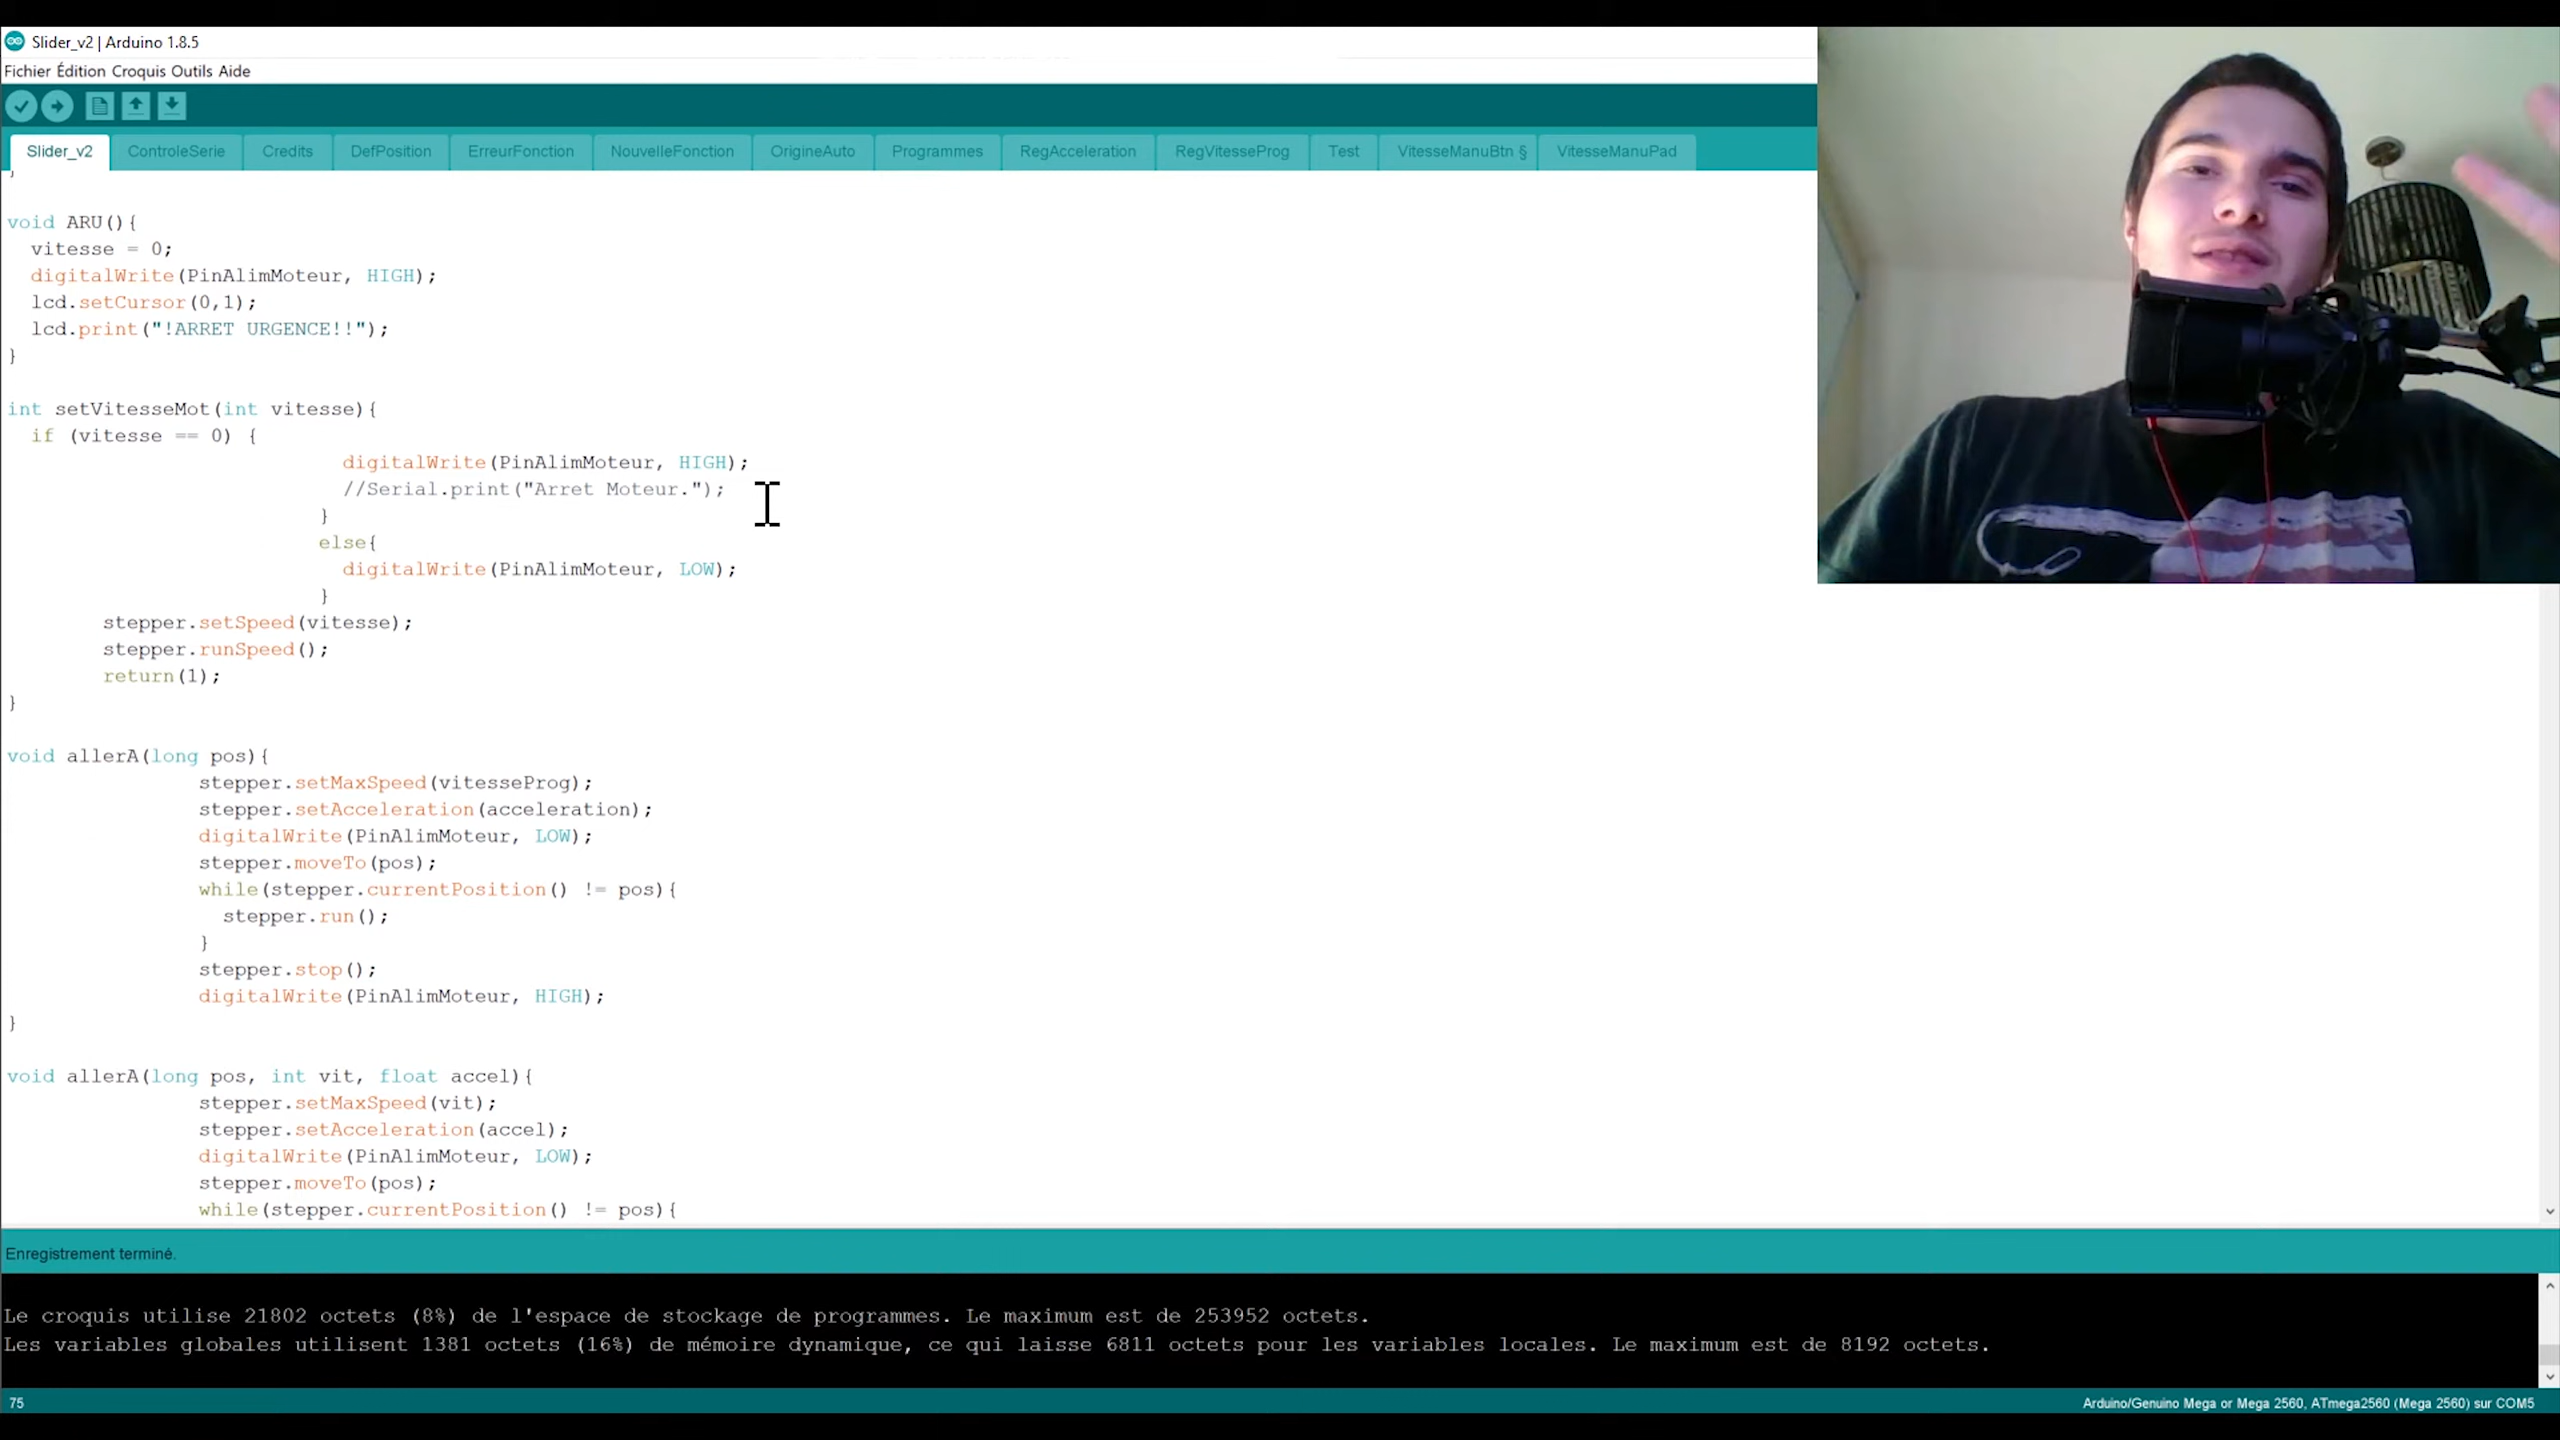 Slider_v2 | Arduino 1.8.5
Fichier Édition Croquis Outils Aide
Slider_v2 ControleSerie Credits DefPosition ErreurFonction NouvelleFonction OrigineAuto Programmes RegAcceleration RegVitesseProg Test VitesseManuBtn § VitesseManuPad
}
void ARU(){
vitesse = 0;
digitalWrite(PinAlimMoteur, HIGH);
lcd.setCursor(0,1);
lcd.print("!ARRET URGENCE!!");
}
int setVitesseMot(int vitesse){
if (vitesse == 0) {
digitalWrite(PinAlimMoteur, HIGH);
//Serial.print("Arret Moteur.");
}
else{
digitalWrite(PinAlimMoteur, LOW);
}
stepper.setSpeed(vitesse);
stepper.runSpeed();
return(1);
}
void allerA(long pos){
stepper.setMaxSpeed(vitesseProg);
stepper.setAcceleration(acceleration);
digitalWrite(PinAlimMoteur, LOW);
stepper.moveTo(pos);
while(stepper.currentPosition() != pos){
stepper.run();
}
stepper.stop();
digitalWrite(PinAlimMoteur, HIGH);
}
void allerA(long pos, int vit, float accel){
stepper.setMaxSpeed(vit);
stepper.setAcceleration(accel);
digitalWrite(PinAlimMoteur, LOW);
stepper.moveTo(pos);
while(stepper.currentPosition() != pos){
Enregistrement terminé.
Le croquis utilise 21802 octets (8%) de l'espace de stockage de programmes. Le maximum est de 253952 octets.
Les variables globales utilisent 1381 octets (16%) de mémoire dynamique, ce qui laisse 6811 octets pour les variables locales. Le maximum est de 8192 octets.
75
Arduino/Genuino Mega or Mega 2560, ATmega2560 (Mega 2560) sur COM5